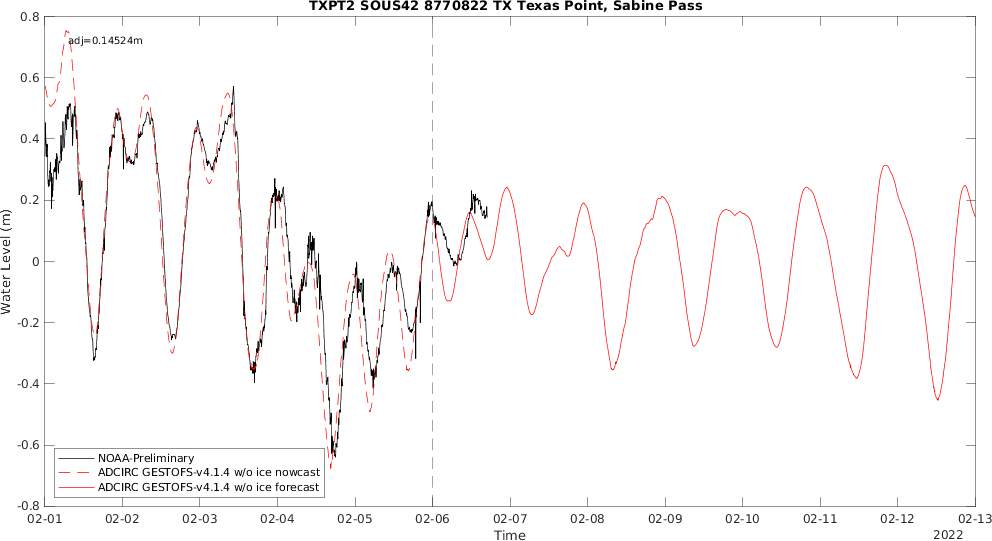 TXPT2 SOUS42 8770822 TX Texas Point, Sabine Pass
adj=0.14524m
0.8
0.6
0.4
0.2
0
-0.2
-0.4
-0.6
-0.8
Water Level (m)
NOAA-Preliminary
ADCIRC GESTOFS-v4.1.4 w/o ice nowcast
ADCIRC GESTOFS-v4.1.4 w/o ice forecast
02-01 02-02 02-03 02-04 02-05 02-06 02-07 02-08 02-09 02-10 02-11 02-12 02-13
Time
2022